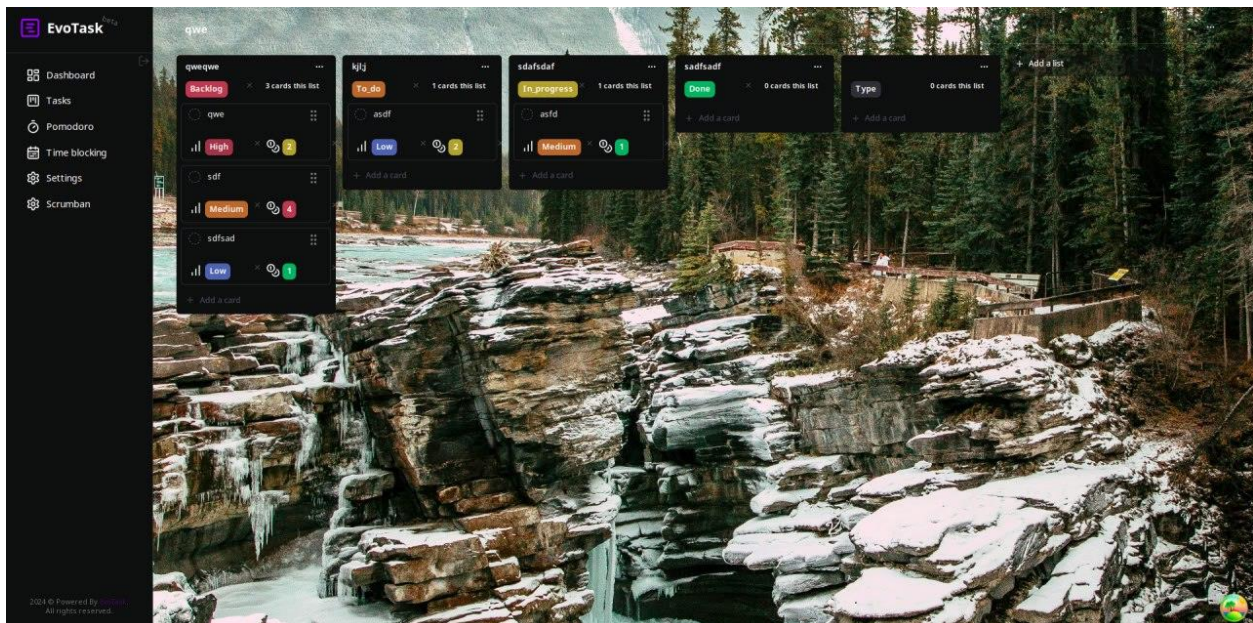 EvoTask beta
Dashboard
Tasks
Pomodoro
Time blocking
Settings
Scrumban
2024 © Powered By EvoTask.
All rights reserved.
qwe
qweqwe
Backlog × 3 cards this list
qwe
High × 2
sdf
Medium × 4
sdfsad
Low × 1
+ Add a card
kjl;j
To_do × 1 cards this list
asdf
Low × 2
+ Add a card
sdafsdaf
In_progress × 1 cards this list
asfd
Medium × 1
+ Add a card
sadfsadf
Done × 0 cards this list
+ Add a card
Type 0 cards this list
+ Add a card
+ Add a list